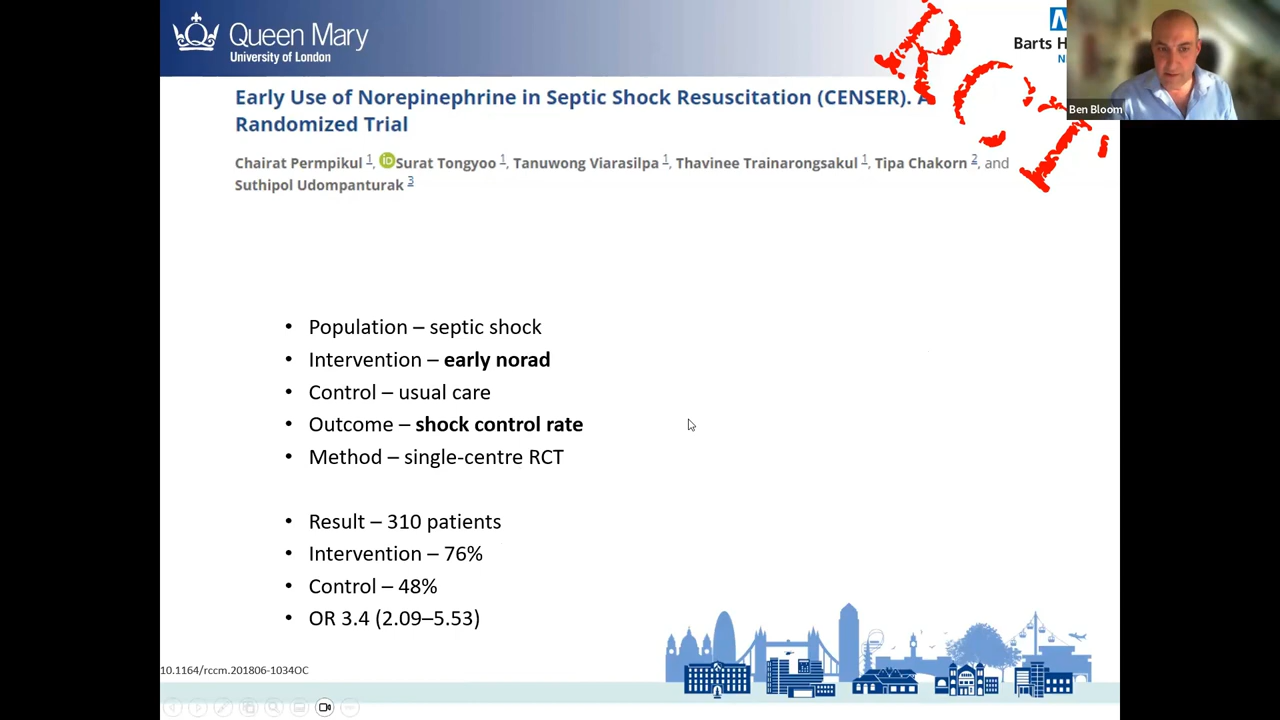 Queen Mary
University of London
Barts H
N
RCT
Ben Bloom
Early Use of Norepinephrine in Septic Shock Resuscitation (CENSER). A
Randomized Trial
Chairat Permpikul 1, iD Surat Tongyoo 1, Tanuwong Viarasilpa 1, Thavinee Trainarongsakul 1, Tipa Chakorn 2, and
Suthipol Udompanturak 3
• Population – septic shock
• Intervention – early norad
• Control – usual care
• Outcome – shock control rate
• Method – single-centre RCT
• Result – 310 patients
• Intervention – 76%
• Control – 48%
• OR 3.4 (2.09–5.53)
10.1164/rccm.201806-1034OC